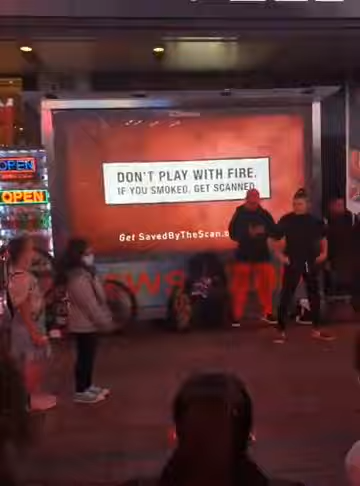 DON'T PLAY WITH FIRE.
IF YOU SMOKED, GET SCANNED.
Get SavedByTheScan.
OPEN
OPEN